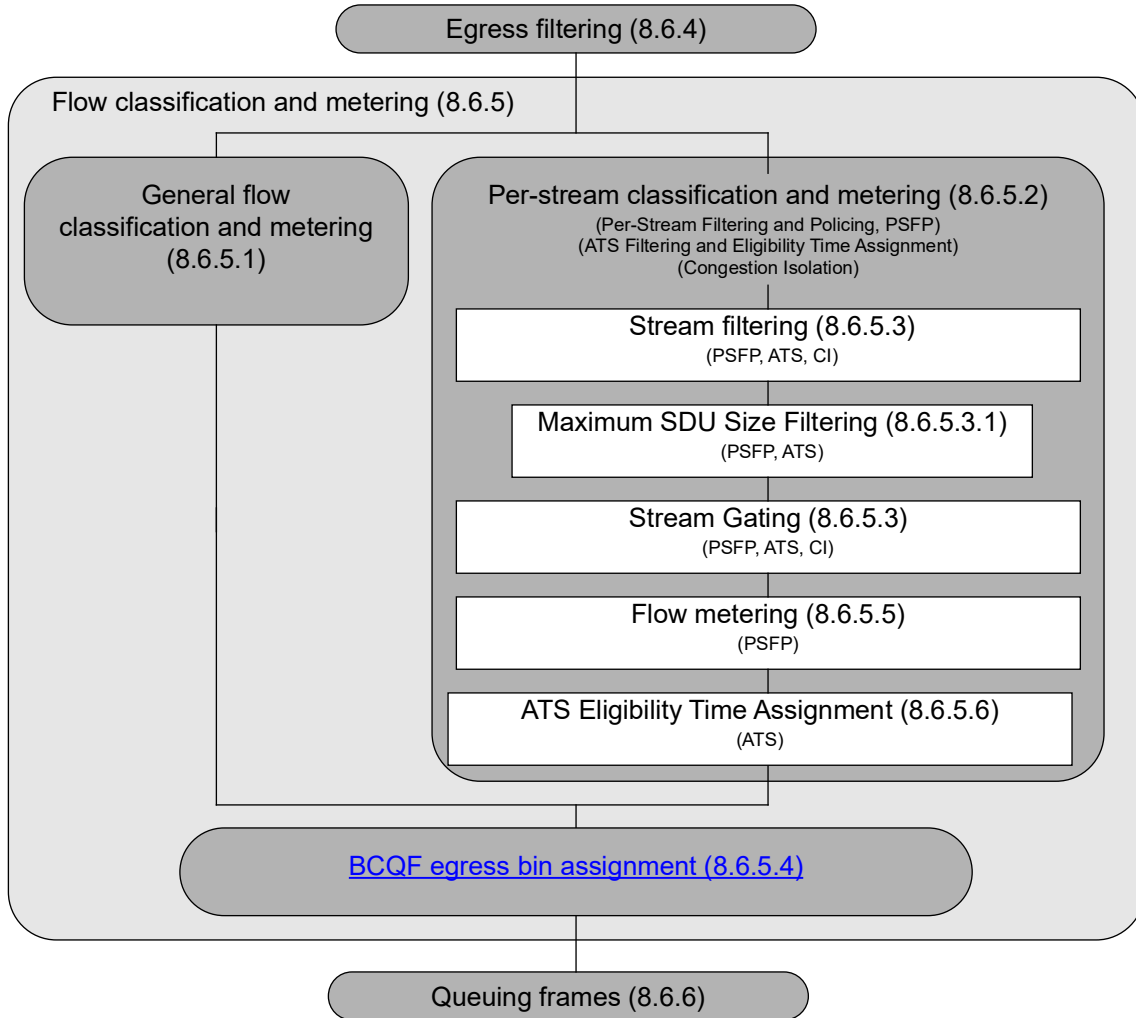 Egress filtering (8.6.4)
Flow classification and metering (8.6.5)
General flow
classification and metering
(8.6.5.1)
Per-stream classification and metering (8.6.5.2)
(Per-Stream Filtering and Policing, PSFP)
(ATS Filtering and Eligibility Time Assignment)
(Congestion Isolation)
Stream filtering (8.6.5.3)
(PSFP, ATS, CI)
Maximum SDU Size Filtering (8.6.5.3.1)
(PSFP, ATS)
Stream Gating (8.6.5.3)
(PSFP, ATS, CI)
Flow metering (8.6.5.5)
(PSFP)
ATS Eligibility Time Assignment (8.6.5.6)
(ATS)
BCQF egress bin assignment (8.6.5.4)
Queuing frames (8.6.6)